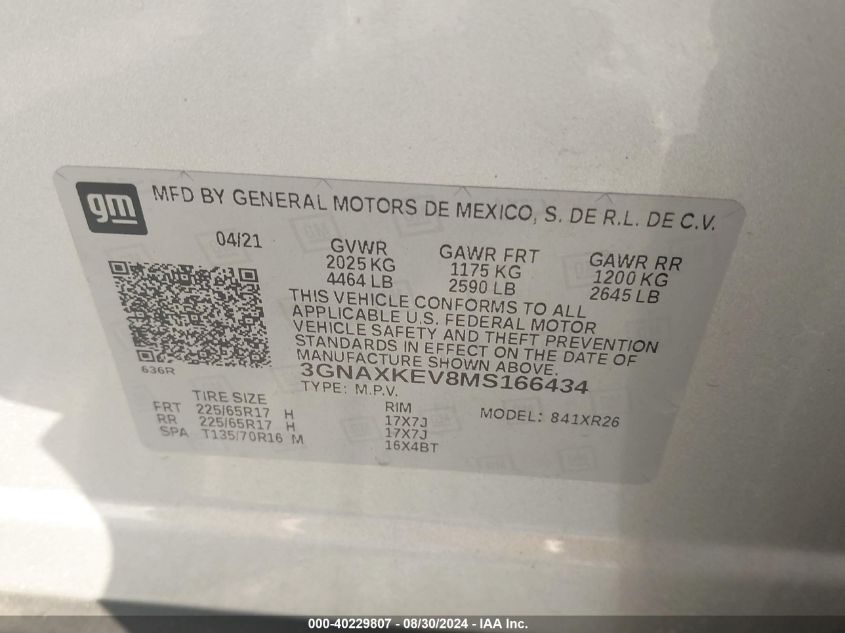 gm
MFD BY GENERAL MOTORS DE MEXICO, S. DE R.L. DE C.V.
04/21
GVWR
2025 KG
4464 LB
GAWR FRT
1175 KG
2590 LB
GAWR RR
1200 KG
2645 LB
THIS VEHICLE CONFORMS TO ALL
APPLICABLE U.S. FEDERAL MOTOR
VEHICLE SAFETY AND THEFT PREVENTION
STANDARDS IN EFFECT ON THE DATE OF
MANUFACTURE SHOWN ABOVE.
3GNAXKEV8MS166434
TYPE: M.P.V.
636R
TIRE SIZE
FRT 225/65R17 H
RR 225/65R17 H
SPA T135/70R16 M
RIM
17X7J
17X7J
16X4BT
MODEL: 841XR26
000-40229807 - 08/30/2024 - IAA Inc.